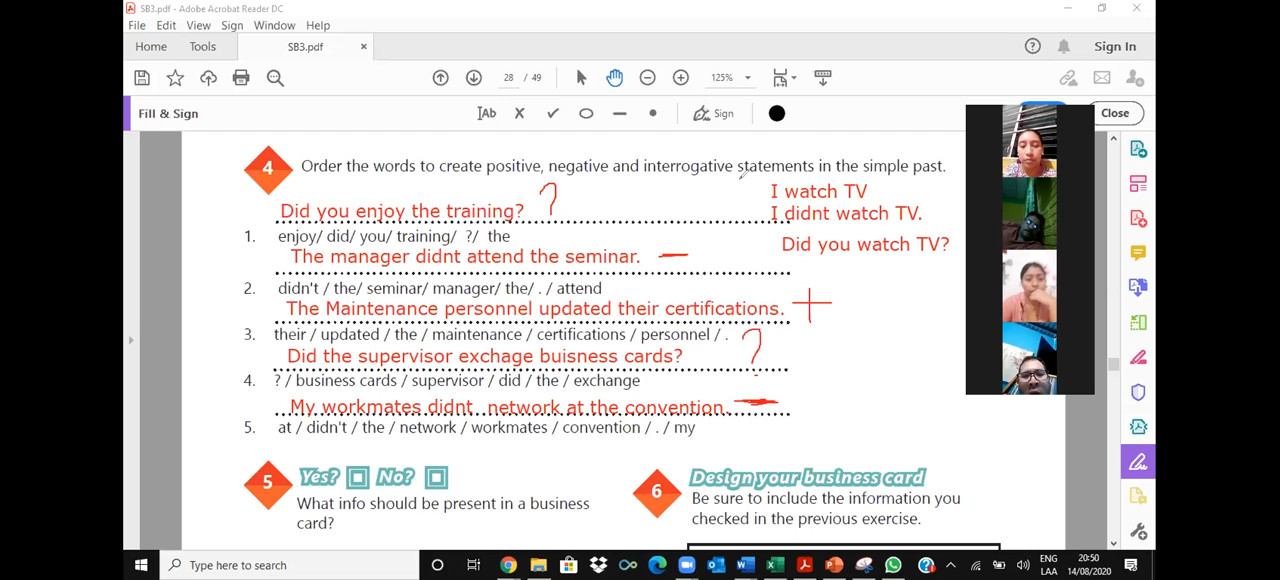 SB3.pdf - Adobe Acrobat Reader DC
File Edit View Sign Window Help
Home Tools SB3.pdf × Sign In
28 / 49 125%
Fill & Sign Ab Sign Close
4 Order the words to create positive, negative and interrogative statements in the simple past.
I watch TV
Did you enjoy the training? ?
I didnt watch TV.
1. enjoy/ did/ you/ training/ ?/ the
Did you watch TV?
The manager didnt attend the seminar. —
2. didn't / the/ seminar/ manager/ the/ . / attend
The Maintenance personnel updated their certifications. +
3. their / updated / the / maintenance / certifications / personnel / .
Did the supervisor exchage buisness cards? ?
4. ? / business cards / supervisor / did / the / exchange
My workmates didnt network at the convention. —
5. at / didn't / the / network / workmates / convention / . / my
5 Yes? No?
What info should be present in a business
card?
6 Design your business card
Be sure to include the information you
checked in the previous exercise.
Type here to search
ENG
LAA
20:50
14/08/2020